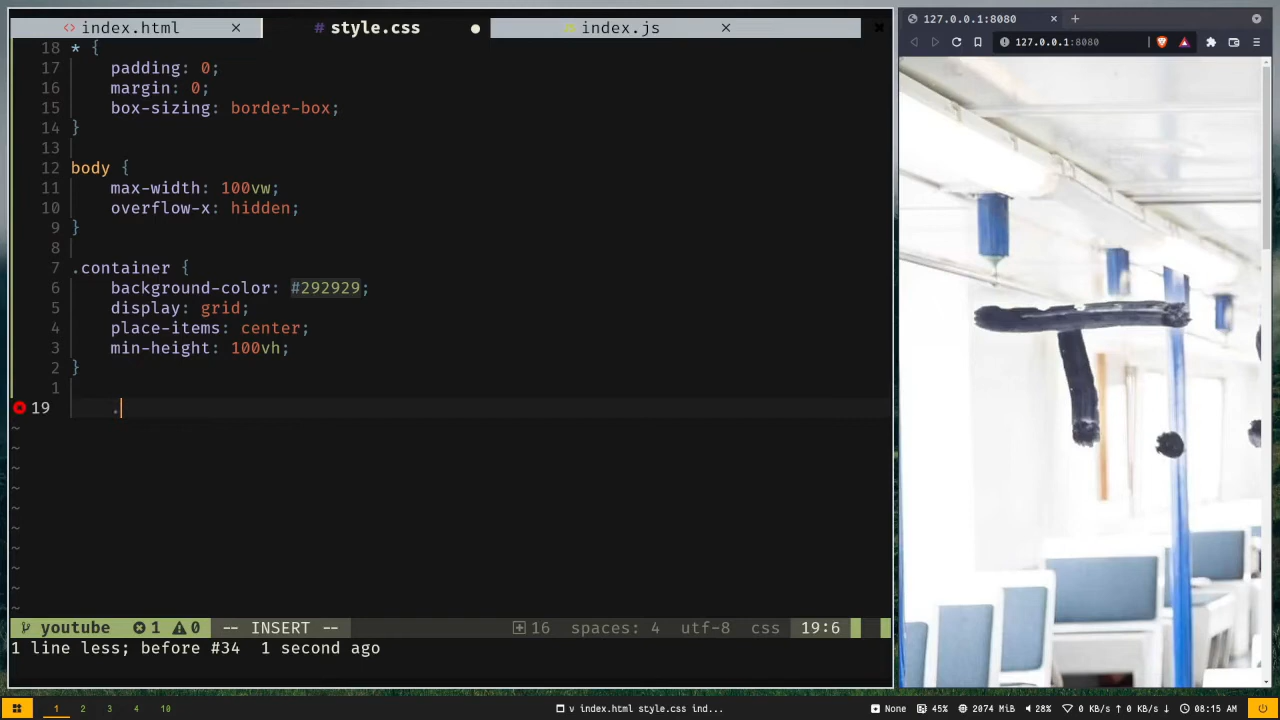 index.html
style.css
index.js
18 * {
17 padding: 0;
16 margin: 0;
15 box-sizing: border-box;
14 }
13
12 body {
11 max-width: 100vw;
10 overflow-x: hidden;
9 }
8
7 .container {
6 background-color: #292929;
5 display: grid;
4 place-items: center;
3 min-height: 100vh;
2 }
1
19 .
~
~
~
~
~
~
~
~
~
~
youtube 1 0 -- INSERT -- 16 spaces: 4 utf-8 css 19:6
1 line less; before #34 1 second ago
127.0.0.1:8080
127.0.0.1:8080
1 2 3 4 10 v index.html style.css ind... None 45% 2074 MiB 28% 0 KB/s ↑ 0 KB/s ↓ 08:15 AM